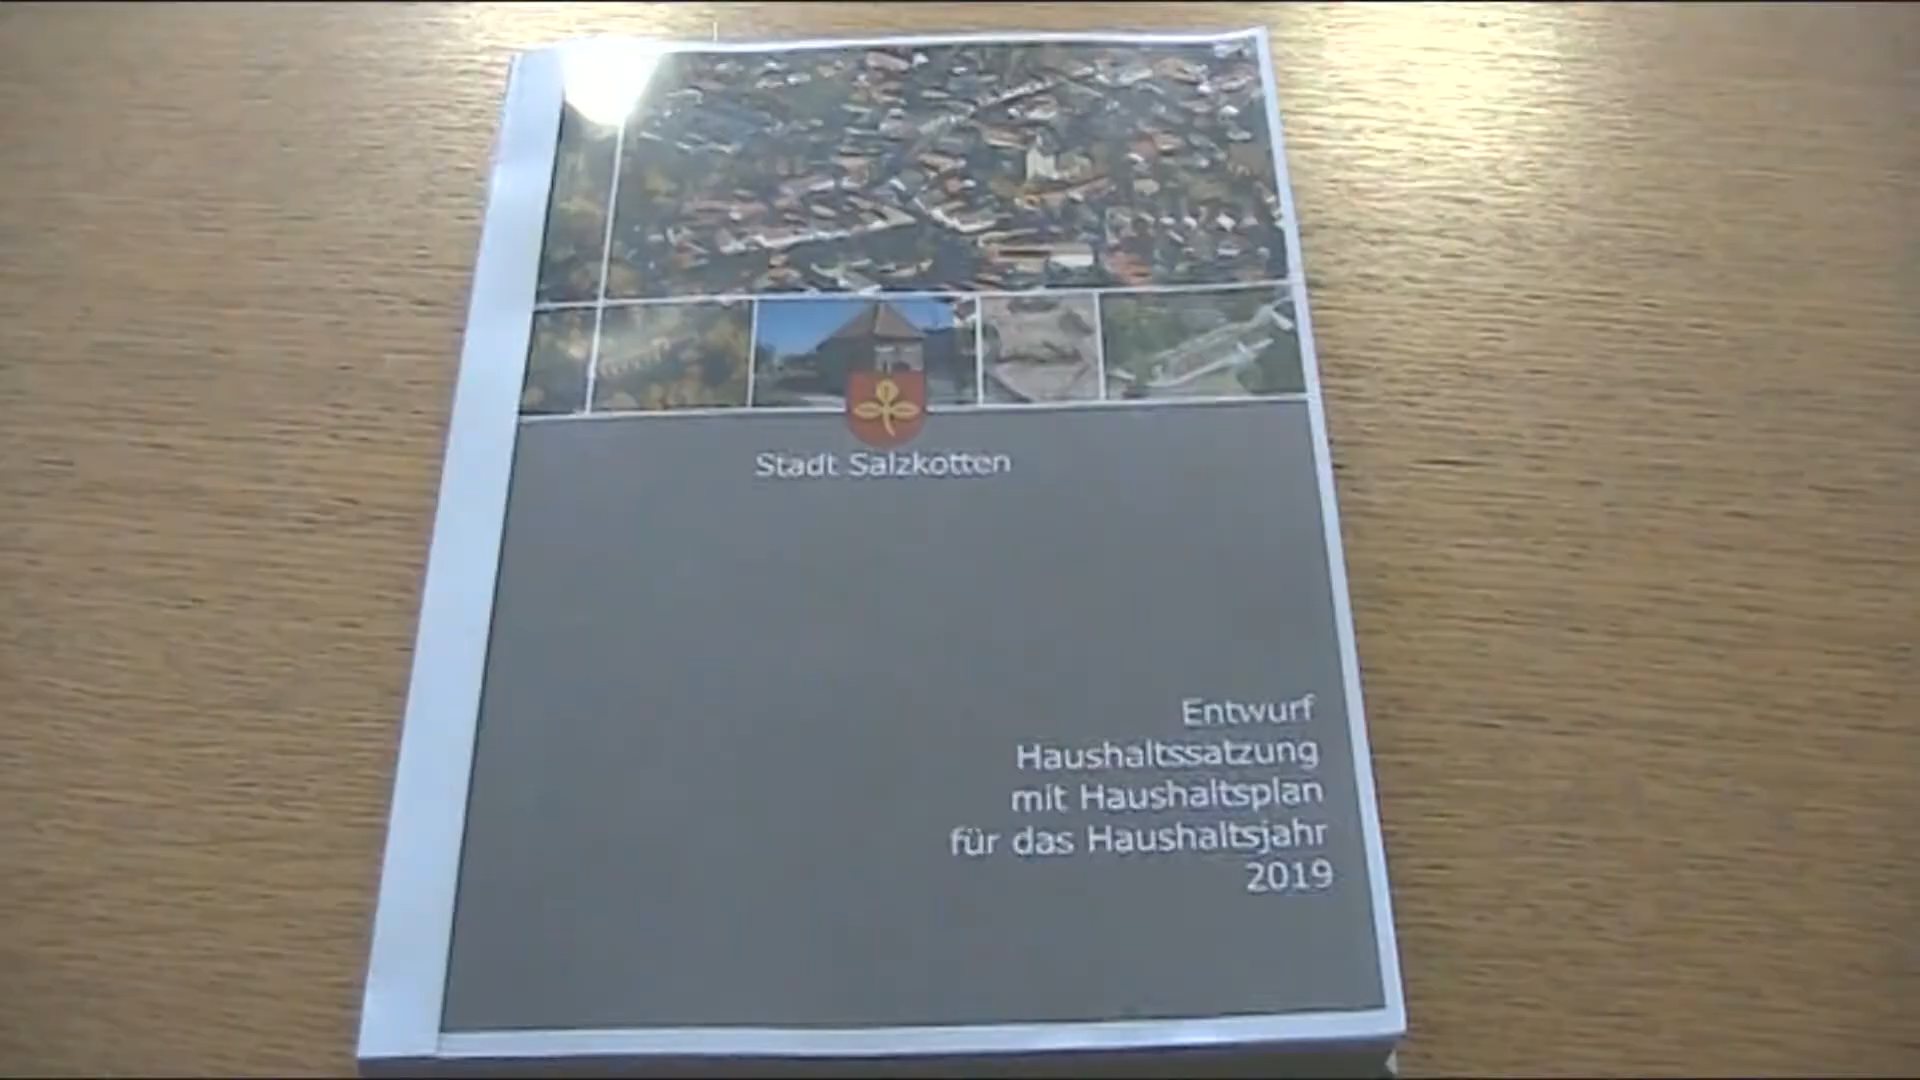 Stadt Salzkotten
Entwurf
Haushaltssatzung
mit Haushaltsplan
für das Haushaltsjahr
2019